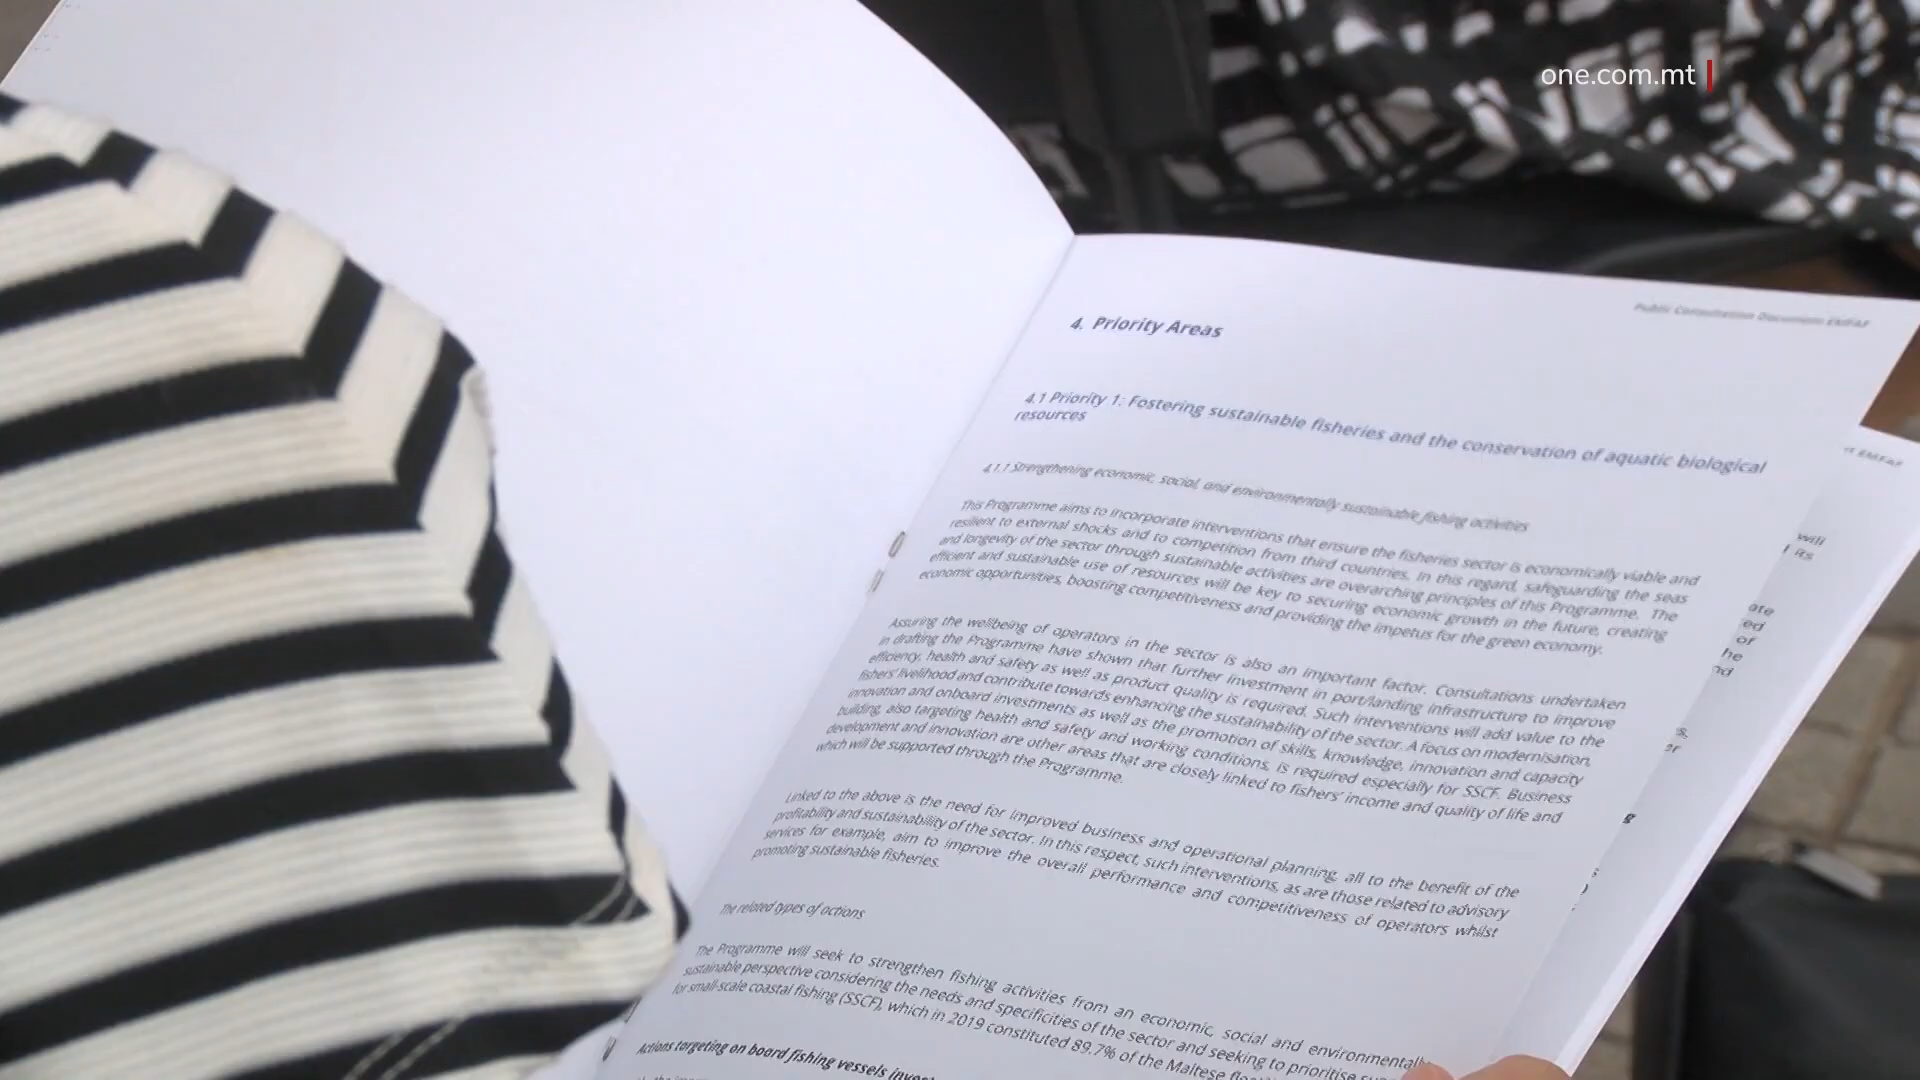 one.com.mt
Public Consultation Document EMFAF
4. Priority Areas
4.1 Priority 1: Fostering sustainable fisheries and the conservation of aquatic biological
resources
4.1.1 Strengthening economic, social, and environmentally sustainable fishing activities
This Programme aims to incorporate interventions that ensure the fisheries sector is economically viable and
resilient to external shocks and to competition from third countries. In this regard, safeguarding the seas
and longevity of the sector through sustainable activities are overarching principles of this Programme. The
efficient and sustainable use of resources will be key to securing economic growth in the future, creating
economic opportunities, boosting competitiveness and providing the impetus for the green economy.
Assuring the wellbeing of operators in the sector is also an important factor. Consultations undertaken
in drafting the Programme have shown that further investment in port/landing infrastructure to improve
efficiency, health and safety as well as product quality is required. Such interventions will add value to the
fishers' livelihood and contribute towards enhancing the sustainability of the sector. A focus on modernisation,
innovation and onboard investments as well as the promotion of skills, knowledge, innovation and capacity
building, also targeting health and safety and working conditions, is required especially for SSCF. Business
development and innovation are other areas that are closely linked to fishers' income and quality of life and
which will be supported through the Programme.
Linked to the above is the need for improved business and operational planning, all to the benefit of the
profitability and sustainability of the sector. In this respect, such interventions, as are those related to advisory
services for example, aim to improve the overall performance and competitiveness of operators whilst
promoting sustainable fisheries.
The related types of actions
The Programme will seek to strengthen fishing activities from an economic, social and environmentally
sustainable perspective considering the needs and specificities of the sector and seeking to prioritise
for small-scale coastal fishing (SSCF), which in 2019 constituted 89.7% of the Maltese
Actions targeting on board fishing vessels
EMFAF
will
its